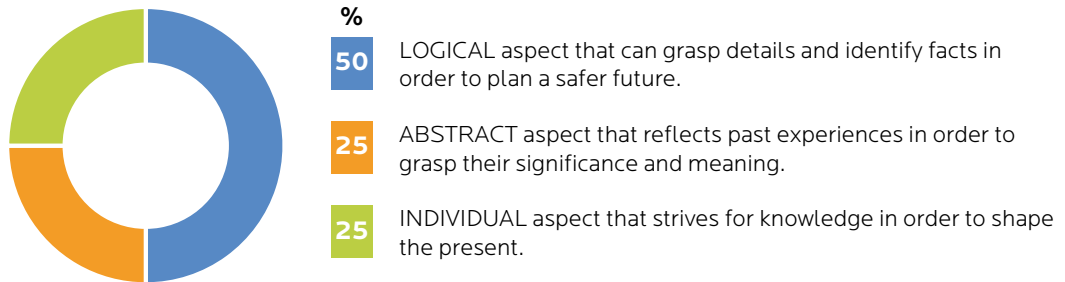 %
50
LOGICAL aspect that can grasp details and identify facts in
order to plan a safer future.
25
ABSTRACT aspect that reflects past experiences in order to
grasp their significance and meaning.
25
INDIVIDUAL aspect that strives for knowledge in order to shape
the present.